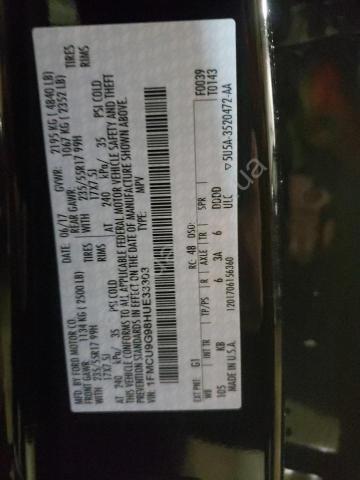 MFD. BY FORD MOTOR CO.
06/17 GVWR: 2195 KG ( 4840 LB)
FRONT GAWR: 1134 KG ( 2500 LB) REAR GAWR: 1067 KG ( 2352 LB)
WITH 235/55R17 99H TIRES WITH 235/55R17 99H TIRES
17X7.5J RIMS 17X7.5J RIMS
AT 240 kPa/ 35 PSI COLD AT 240 kPa/ 35 PSI COLD
THIS VEHICLE CONFORMS TO ALL APPLICABLE FEDERAL MOTOR VEHICLE SAFETY AND THEFT
PREVENTION STANDARDS IN EFFECT ON THE DATE OF MANUFACTURE SHOWN ABOVE.
VIN: 1FMCU9G98HUE33303
TYPE: MPV
F0039
T0143
EXT PNT: G1 RC: 48 DSO:
WB INT TR TP/PS R AXLE TR SPR
105 KB 6 3A 6 DDDD
MADE IN U.S.A. ULC
1201706156360
▽5U5A-3520472-AA